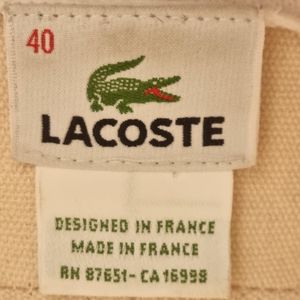 40
LACOSTE
DESIGNED IN FRANCE
MADE IN FRANCE
RN 87651 - CA 16998